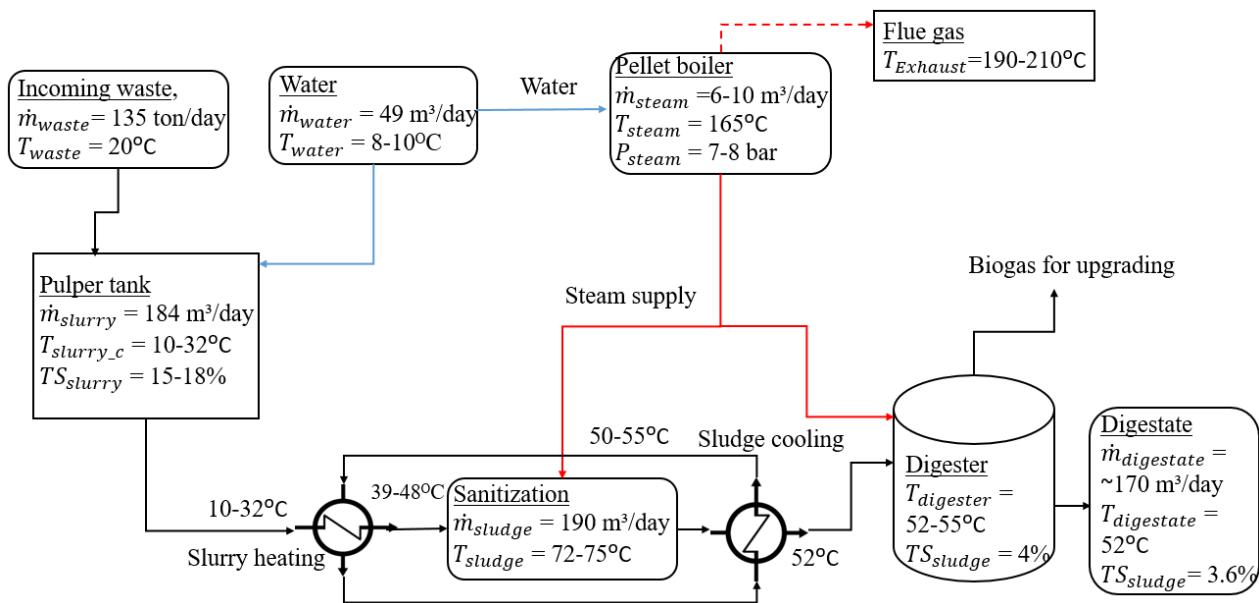 Incoming waste,
ṁ_waste= 135 ton/day
T_waste = 20°C
Water
ṁ_water = 49 m³/day
T_water = 8-10°C
Water
Pellet boiler
ṁ_steam =6-10 m³/day
T_steam = 165°C
P_steam = 7-8 bar
Flue gas
T_Exhaust=190-210°C
Pulper tank
ṁ_slurry = 184 m³/day
T_slurry_c = 10-32°C
TS_slurry = 15-18%
Steam supply
Biogas for upgrading
10-32°C
Slurry heating
39-48°C
50-55°C
Sanitization
ṁ_sludge = 190 m³/day
T_sludge = 72-75°C
Sludge cooling
52°C
Digester
T_digester =
52-55°C
TS_sludge = 4%
Digestate
ṁ_digestate =
~170 m³/day
T_digestate =
52°C
TS_sludge= 3.6%